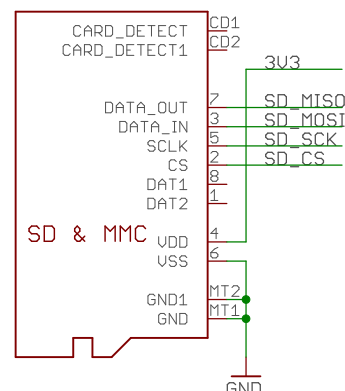 CARD_DETECT CD1
CARD_DETECT1 CD2
3V3
DATA_OUT 7 SD_MISO
DATA_IN 3 SD_MOSI
SCLK 5 SD_SCK
CS 2 SD_CS
DAT1 8
DAT2 1
SD & MMC
VDD 4
VSS 6
GND1 MT2
GND MT1
GND